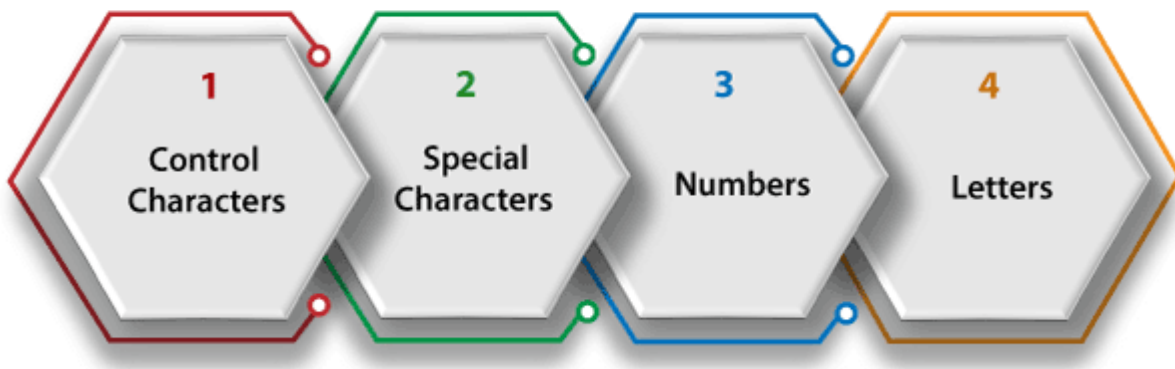 1
Control
Characters
2
Special
Characters
3
Numbers
4
Letters